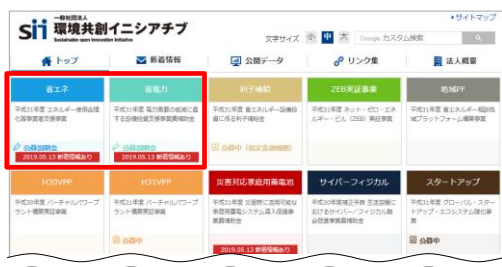 サイトマップ
sii 一般社団法人
環境共創イニシアチブ
Sustainable open Innovation Initiative
文字サイズ 小 中 大 Google カスタム検索
トップ 新着情報 公開データ リンク集 法人概要
省エネ 省電力 利子補給 ZEB実証事業 地域PF
平成31年度 エネルギー使用合理化等事業者支援事業
平成31年度 電力需要の低減に資する設備投資支援事業費補助金
平成31年度 省エネルギー設備投資に係る利子補給金
平成31年度 ネット・ゼロ・エネルギー・ビル（ZEB）実証事業
平成31年度 省エネルギー相談地域プラットフォーム構築事業
公募説明会 公募説明会 公募中（指定金融機関）
2019.05.13 新着情報あり 2019.05.13 新着情報あり
H30VPP H31VPP 災害対応家庭用蓄電池 サイバーフィジカル スタートアップ
平成30年度 バーチャルパワープラント構築実証事業
平成31年度 バーチャルパワープラント構築実証事業
平成31年度 災害時に活用可能な家庭用蓄電システム導入促進事業費補助金
平成30年度補正予算 生活空間におけるサイバー／フィジカル融合促進事業費補助金
平成31年度 グローバル・スタートアップ・エコシステム強化事業
公募中 公募中
2019.05.13 新着情報あり